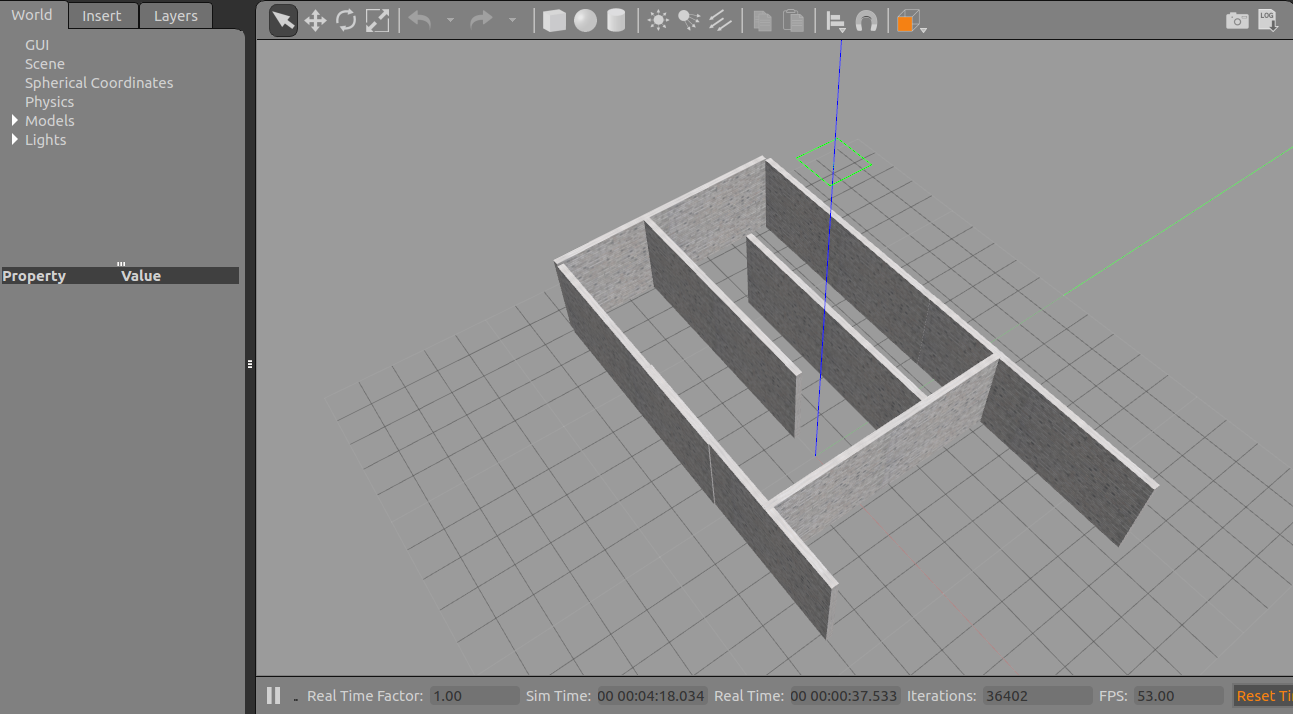 World Insert Layers
LOG
GUI
Scene
Spherical Coordinates
Physics
Models
Lights
Property Value
Real Time Factor: 1.00 Sim Time: 00 00:04:18.034 Real Time: 00 00:00:37.533 Iterations: 36402 FPS: 53.00 Reset Ti